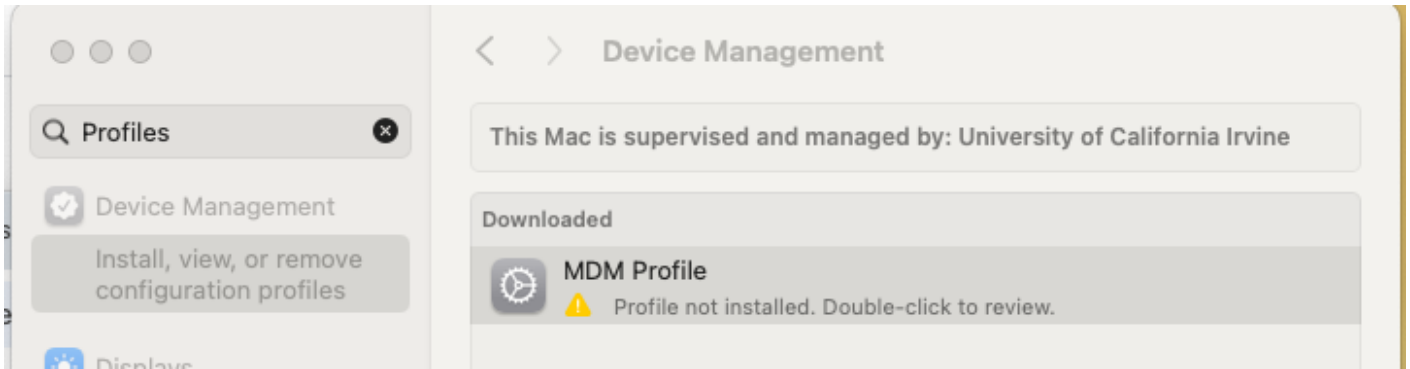 Device Management
Profiles
This Mac is supervised and managed by: University of California Irvine
Device Management
Install, view, or remove
configuration profiles
Downloaded
MDM Profile
Profile not installed. Double-click to review.
Displays